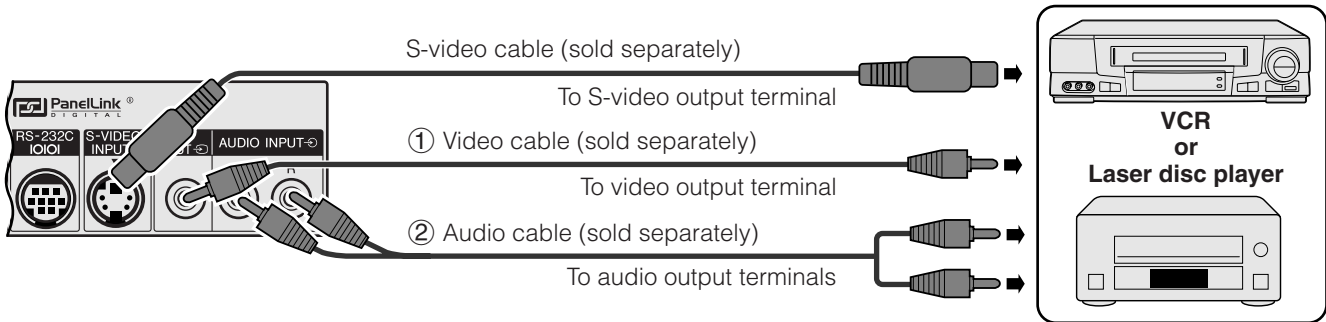 S-video cable (sold separately)
To S-video output terminal
PanelLink ®
DIGITAL
RS-232C
IOIOI
S-VIDEO
INPUT
AUDIO INPUT
R
① Video cable (sold separately)
To video output terminal
② Audio cable (sold separately)
To audio output terminals
VCR
or
Laser disc player